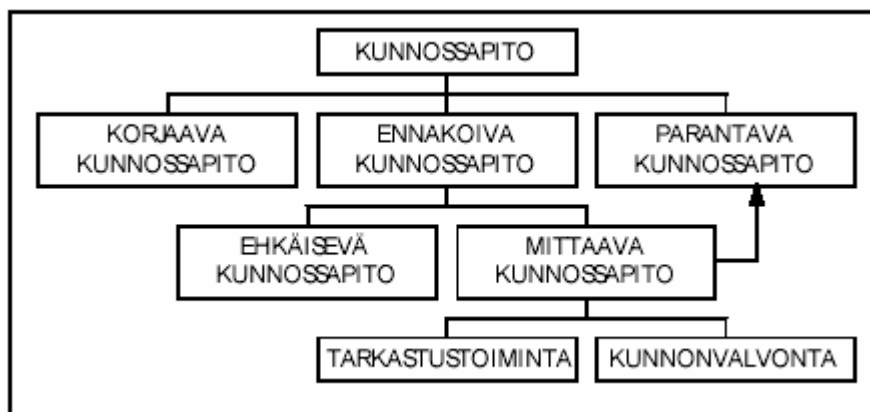 KUNNOSSAPITO
KORJAAVA
KUNNOSSAPITO
ENNAKOIVA
KUNNOSSAPITO
PARANTAVA
KUNNOSSAPITO
EHKÄISEVÄ
KUNNOSSAPITO
MITTAAVA
KUNNOSSAPITO
TARKASTUSTOIMINTA
KUNNONVALVONTA